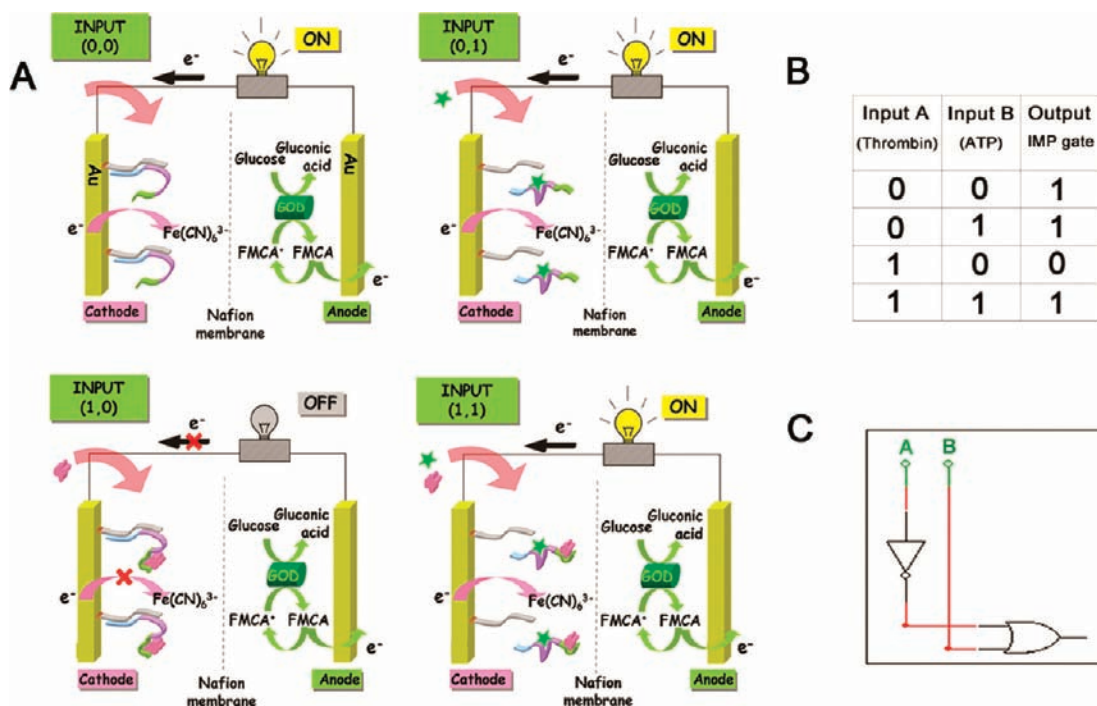 A
INPUT
(0,0)
ON
e-
Au
Au
Glucose
Gluconic
acid
GOD
e-
Fe(CN)₆³⁻
FMCA⁺
FMCA
e-
Cathode
Nafion
membrane
Anode
INPUT
(0,1)
ON
e-
Glucose
Gluconic
acid
GOD
e-
Fe(CN)₆³⁻
FMCA⁺
FMCA
e-
Cathode
Nafion
membrane
Anode
INPUT
(1,0)
OFF
e-
Glucose
Gluconic
acid
GOD
e-
Fe(CN)₆³⁻
FMCA⁺
FMCA
e-
Cathode
Nafion
membrane
Anode
INPUT
(1,1)
ON
e-
Glucose
Gluconic
acid
GOD
e-
Fe(CN)₆³⁻
FMCA⁺
FMCA
e-
Cathode
Nafion
membrane
Anode
B
Input A Input B Output
(Thrombin) (ATP) IMP gate
0 0 1
0 1 1
1 0 0
1 1 1
C
A B